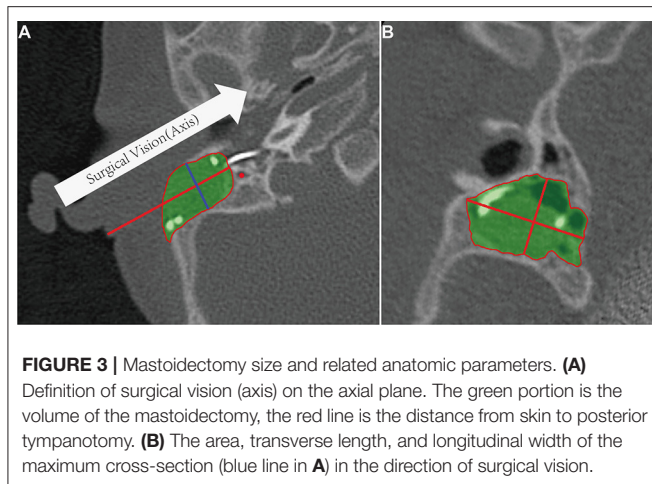 A
B
Surgical Vision(Axis)
FIGURE 3 | Mastoidectomy size and related anatomic parameters. (A)
Definition of surgical vision (axis) on the axial plane. The green portion is the
volume of the mastoidectomy, the red line is the distance from skin to posterior
tympanotomy. (B) The area, transverse length, and longitudinal width of the
maximum cross-section (blue line in A) in the direction of surgical vision.